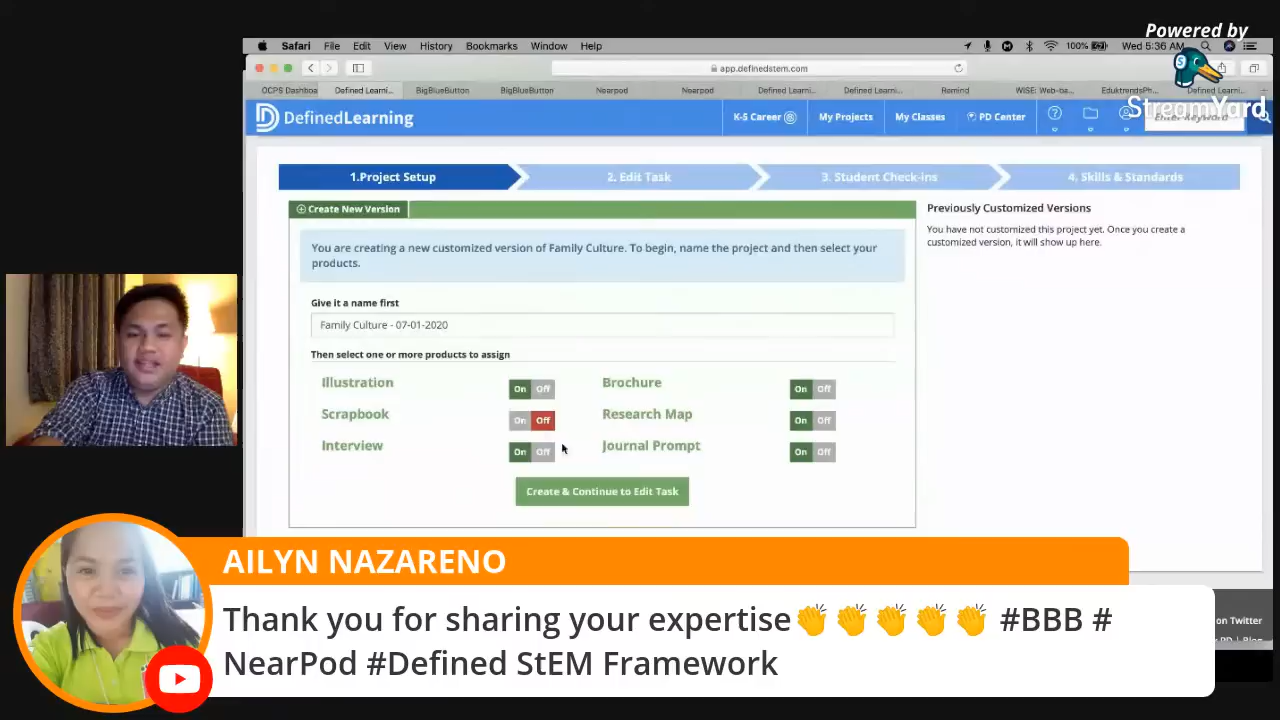 Powered by
StreamYard
Safari File Edit View History Bookmarks Window Help
100% Wed 5:36 AM
app.definedstem.com
OCPS Dashboa Defined Learni... BigBlueButton BigBlueButton Nearpod Nearpod Defined Learni... Defined Learni... Remind WISE: Web-ba... EduktrendsPh... Defined Learni...
DefinedLearning K-5 Career My Projects My Classes PD Center Enter Keyword
1.Project Setup 2. Edit Task 3. Student Check-ins 4. Skills & Standards
Create New Version
Previously Customized Versions
You have not customized this project yet. Once you create a
customized version, it will show up here.
You are creating a new customized version of Family Culture. To begin, name the project and then select your
products.
Give it a name first
Family Culture - 07-01-2020
Then select one or more products to assign
Illustration On Off Brochure On Off
Scrapbook On Off Research Map On Off
Interview On Off Journal Prompt On Off
Create & Continue to Edit Task
on Twitter
AILYN NAZARENO
Thank you for sharing your expertise👏👏👏👏👏 #BBB #
NearPod #Defined StEM Framework